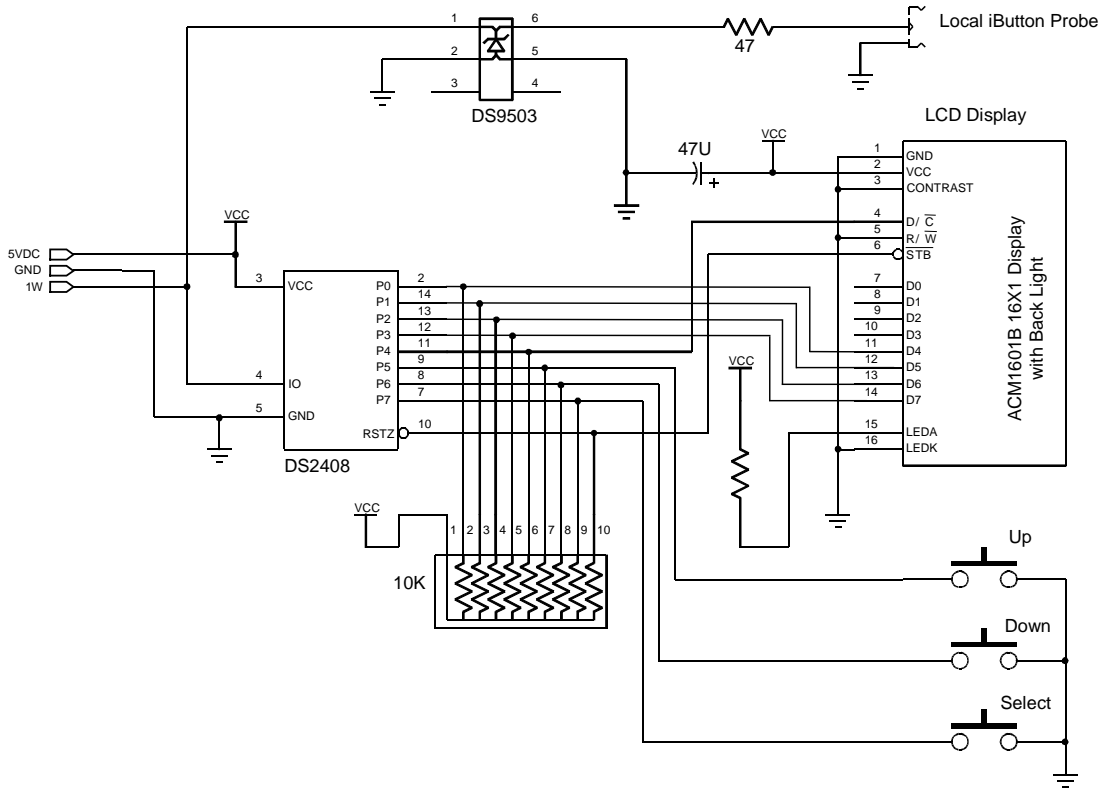 1
6
Local iButton Probe
47
2
5
3
4
DS9503
LCD Display
47U
+
VCC
1 GND
2 VCC
3 CONTRAST
4 D/ C
5 R/ W
6 STB
7 D0
8 D1
9 D2
10 D3
11 D4
12 D5
13 D6
14 D7
15 LEDA
16 LEDK
ACM1601B 16X1 Display
with Back Light
VCC
5VDC
GND
1W
3 VCC
4 IO
5 GND
P0 2
P1 14
P2 13
P3 12
P4 11
P5 9
P6 8
P7 7
RSTZ 10
DS2408
VCC
VCC
1 2 3 4 5 6 7 8 9 10
10K
Up
Down
Select